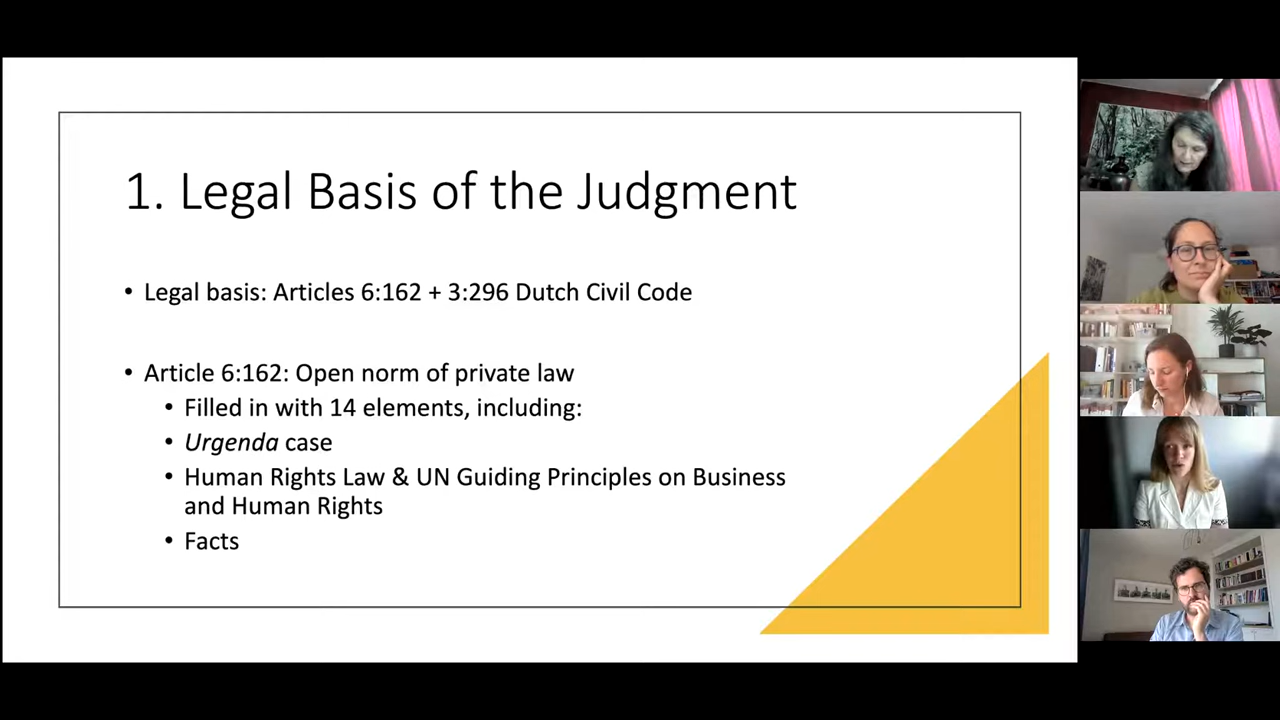 1. Legal Basis of the Judgment
• Legal basis: Articles 6:162 + 3:296 Dutch Civil Code
• Article 6:162: Open norm of private law
• Filled in with 14 elements, including:
• Urgenda case
• Human Rights Law & UN Guiding Principles on Business
and Human Rights
• Facts